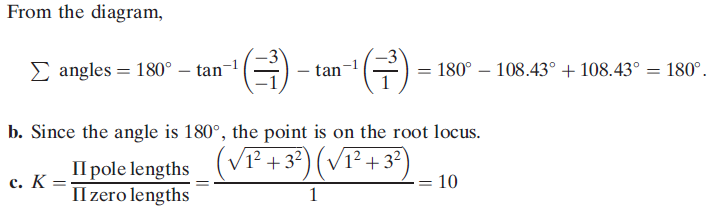 From the diagram,
∑ angles = 180° − tan⁻¹(−3/−1) − tan⁻¹(−3/1) = 180° − 108.43° + 108.43° = 180°.
b. Since the angle is 180°, the point is on the root locus.
c. K = Π pole lengths/Π zero lengths = (√1² + 3²)(√1² + 3²)/1 = 10